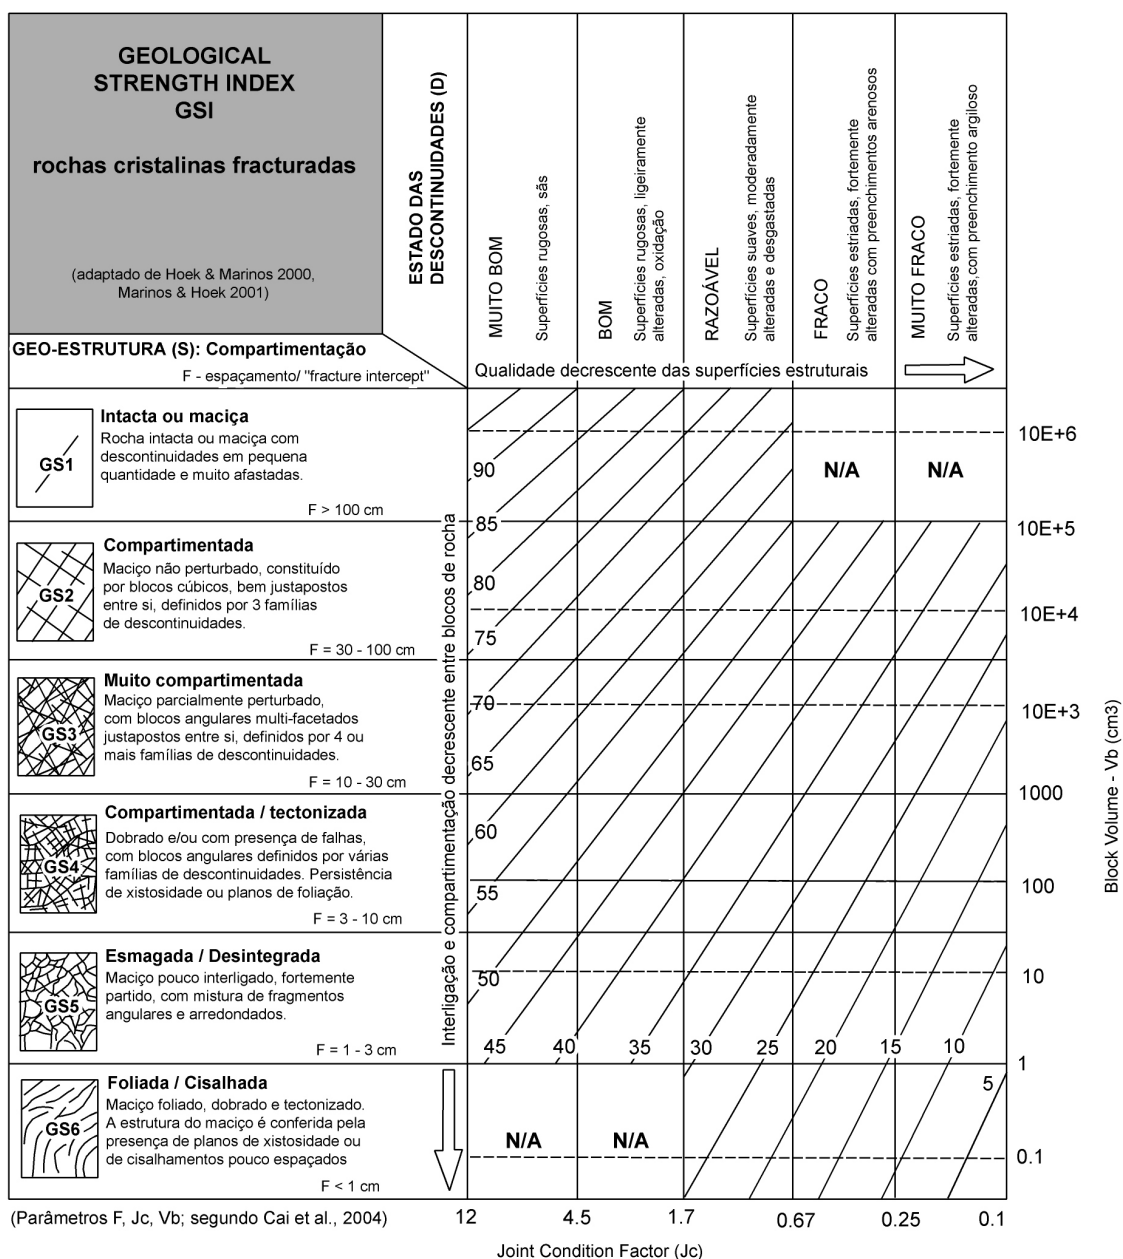 GEOLOGICAL
STRENGTH INDEX
GSI
rochas cristalinas fracturadas
(adaptado de Hoek & Marinos 2000,
Marinos & Hoek 2001)
ESTADO DAS
DESCONTINUIDADES (D)
MUITO BOM
Superfícies rugosas, sãs
BOM
Superfícies rugosas, ligeiramente
alteradas, oxidação
RAZOÁVEL
Superfícies suaves, moderadamente
alteradas e desgastadas
FRACO
Superfícies estriadas, fortemente
alteradas com preenchimentos arenosos
MUITO FRACO
Superfícies estriadas, fortemente
alteradas,com preenchimento argiloso
GEO-ESTRUTURA (S): Compartimentação
F - espaçamento/ "fracture intercept"
Qualidade decrescente das superfícies estruturais
GS1
Intacta ou maciça
Rocha intacta ou maciça com
descontinuidades em pequena
quantidade e muito afastadas.
F > 100 cm
GS2
Compartimentada
Maciço não perturbado, constituído
por blocos cúbicos, bem justapostos
entre si, definidos por 3 famílias
de descontinuidades.
F = 30 - 100 cm
GS3
Muito compartimentada
Maciço parcialmente perturbado,
com blocos angulares multi-facetados
justapostos entre si, definidos por 4 ou
mais famílias de descontinuidades.
F = 10 - 30 cm
GS4
Compartimentada / tectonizada
Dobrado e/ou com presença de falhas,
com blocos angulares definidos por várias
famílias de descontinuidades. Persistência
de xistosidade ou planos de foliação.
F = 3 - 10 cm
GS5
Esmagada / Desintegrada
Maciço pouco interligado, fortemente
partido, com mistura de fragmentos
angulares e arredondados.
F = 1 - 3 cm
GS6
Foliada / Cisalhada
Maciço foliado, dobrado e tectonizado.
A estrutura do maciço é conferida pela
presença de planos de xistosidade ou
de cisalhamentos pouco espaçados
F < 1 cm
Interligação e compartimentação decrescente entre blocos de rocha
90
85
80
75
70
65
60
55
50
45 40 35 30 25 20 15 10
5
N/A N/A
N/A N/A
10E+6
10E+5
10E+4
10E+3
1000
100
10
1
0.1
Block Volume - Vb (cm3)
(Parâmetros F, Jc, Vb; segundo Cai et al., 2004)
12 4.5 1.7 0.67 0.25 0.1
Joint Condition Factor (Jc)